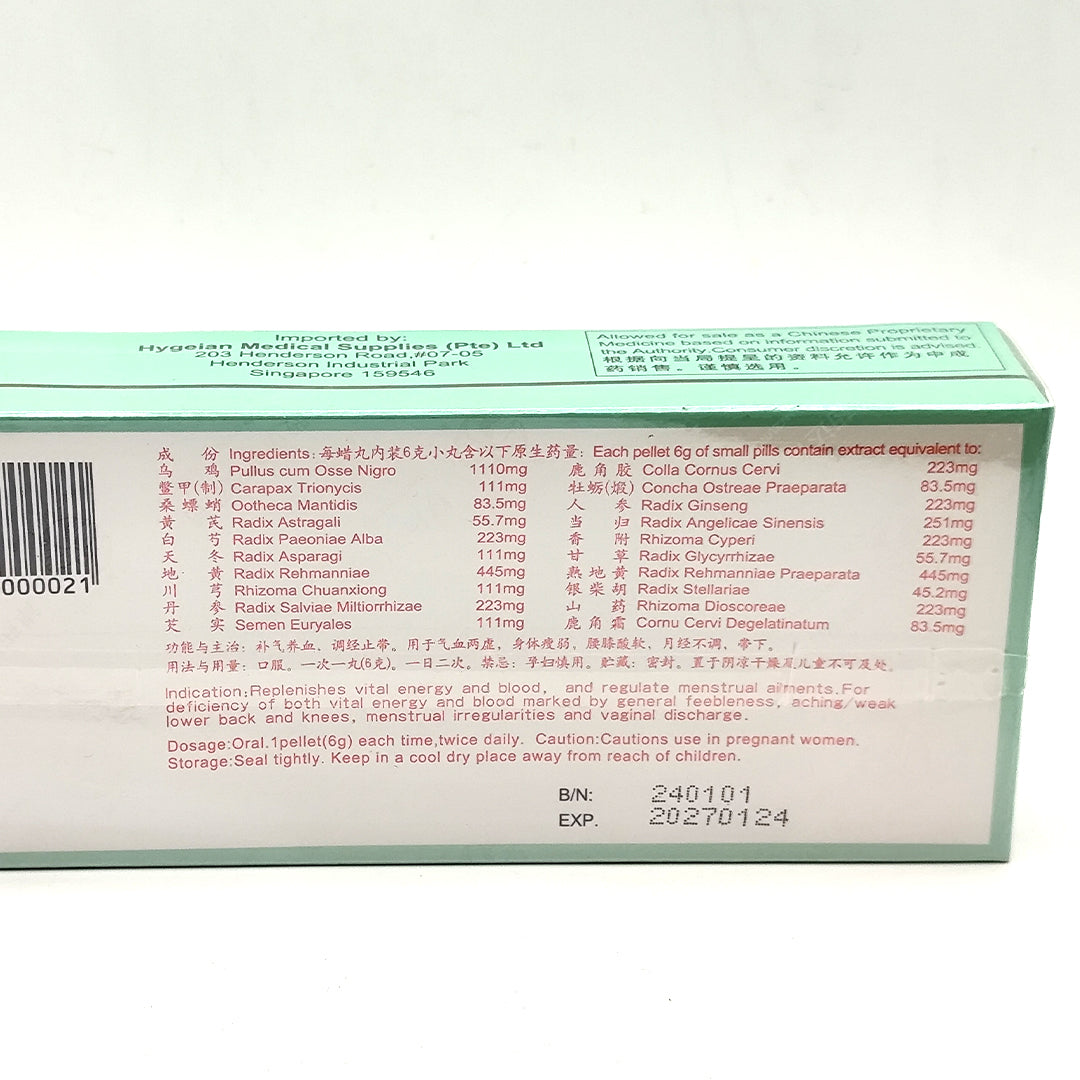 Imported by:
Hygeian Medical Supplies (Pte) Ltd
203 Henderson Road,#07-05
Henderson Industrial Park
Singapore 159546
Allowed for sale as a Chinese Proprietary
Medicine based on information submitted to
the Authority.Consumer discretion is advised
根据向当局提呈的资料允许作为中成
药销售。谨慎选用。
000021
成份 Ingredients:每蜡丸内装6克小丸含以下原生药量: Each pellet 6g of small pills contain extract equivalent to:
乌鸡 Pullus cum Osse Nigro 1110mg 鹿角胶 Colla Cornus Cervi 223mg
鳖甲(制) Carapax Trionycis 111mg 牡蛎(煅) Concha Ostreae Praeparata 83.5mg
桑螵蛸 Ootheca Mantidis 83.5mg 人参 Radix Ginseng 223mg
黄芪 Radix Astragali 55.7mg 当归 Radix Angelicae Sinensis 251mg
白芍 Radix Paeoniae Alba 223mg 香附 Rhizoma Cyperi 223mg
天冬 Radix Asparagi 111mg 甘草 Radix Glycyrrhizae 55.7mg
地黄 Radix Rehmanniae 445mg 熟地黄 Radix Rehmanniae Praeparata 445mg
川芎 Rhizoma Chuanxiong 111mg 银柴胡 Radix Stellariae 45.2mg
丹参 Radix Salviae Miltiorrhizae 223mg 山药 Rhizoma Dioscoreae 223mg
芡实 Semen Euryales 111mg 鹿角霜 Cornu Cervi Degelatinatum 83.5mg
功能与主治: 补气养血、调经止带。用于气血两虚,身体瘦弱,腰膝酸软,月经不调、带下。
用法与用量: 口服。一次一丸(6克)。一日二次。禁忌: 孕妇慎用。贮藏: 密封。置于阴凉干燥及儿童不可及处。
Indication:Replenishes vital energy and blood, and regulate menstrual ailments.For
deficiency of both vital energy and blood marked by general feebleness, aching/weak
lower back and knees, menstrual irregularities and vaginal discharge.
Dosage:Oral.1pellet(6g) each time,twice daily. Caution:Cautions use in pregnant women.
Storage:Seal tightly. Keep in a cool dry place away from reach of children.
B/N: 240101
EXP. 20270124